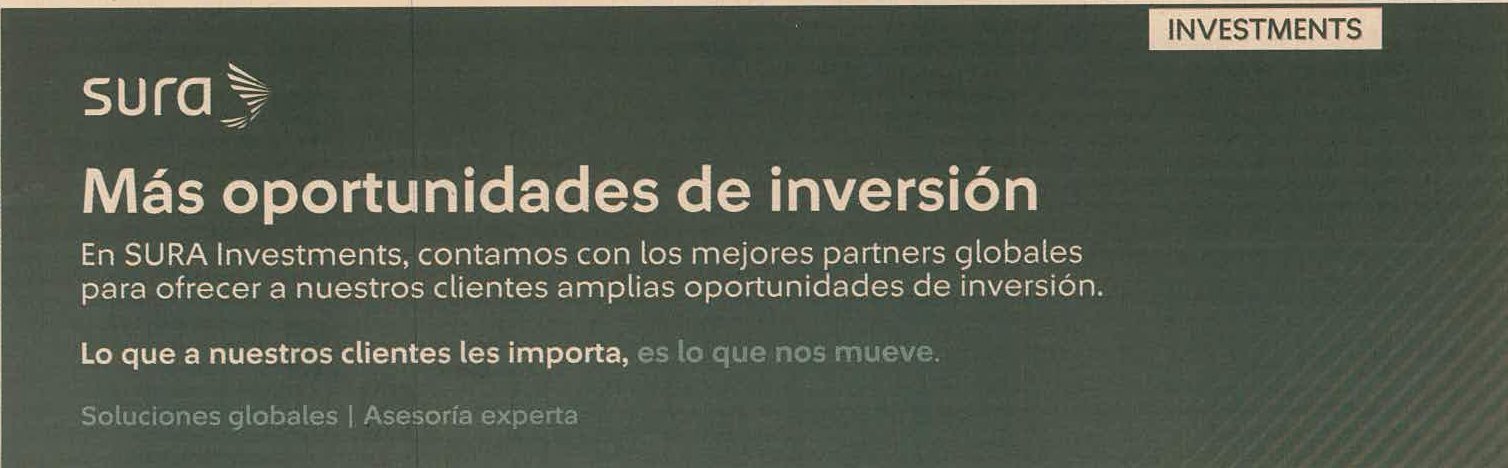 INVESTMENTS
sura
Más oportunidades de inversión
En SURA Investments, contamos con los mejores partners globales
para ofrecer a nuestros clientes amplias oportunidades de inversión.
Lo que a nuestros clientes les importa, es lo que nos mueve.
Soluciones globales | Asesoría experta